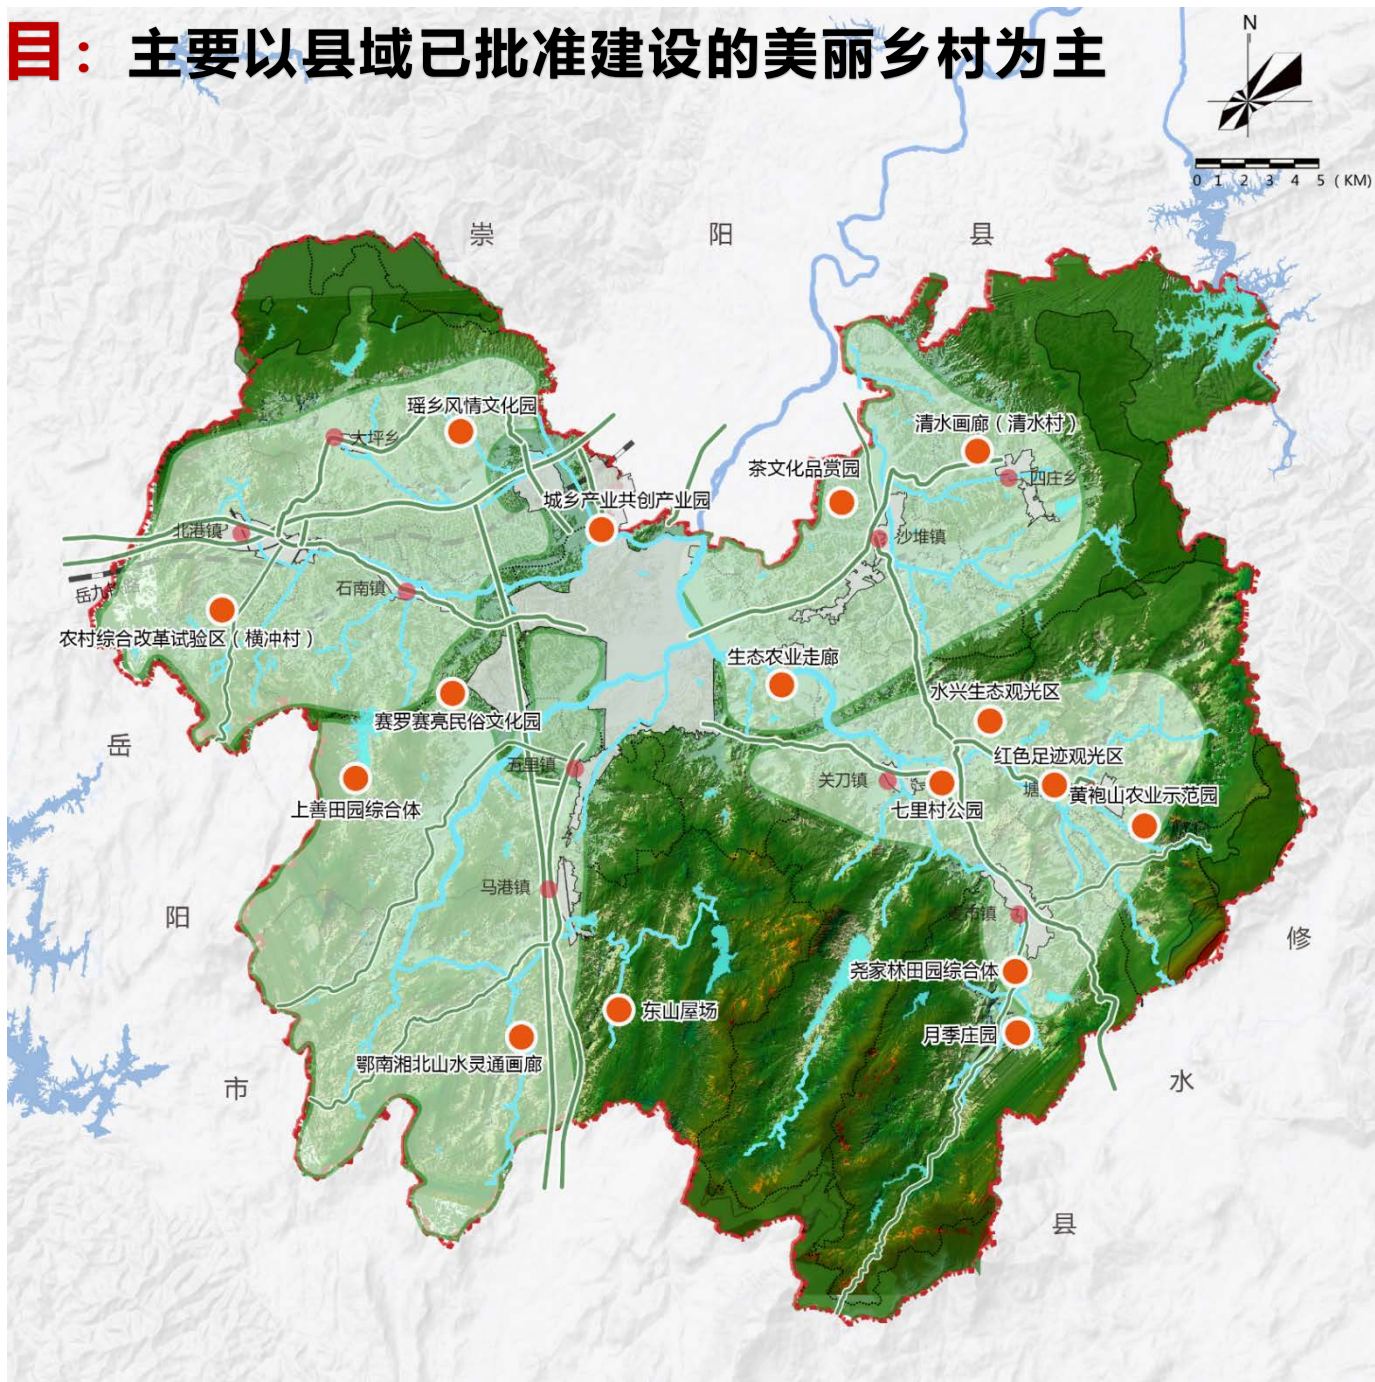 目：主要以县域已批准建设的美丽乡村为主
N
0 1 2 3 4 5 (KM)
崇 阳 县
瑶乡风情文化园
大坪乡
清水画廊（清水村）
茶文化品赏园
四庄乡
城乡产业共创产业园
北港镇
沙堆镇
石南镇
岳九
农村综合改革试验区（横冲村）
生态农业走廊
水兴生态观光区
赛罗赛亮民俗文化园
岳
红色足迹观光区
五里镇
关刀镇
塘
黄袍山农业示范园
上善田园综合体
七里村公园
马港镇
阳
麦市镇
修
尧家林田园综合体
东山屋场
月季庄园
鄂南湘北山水灵通画廊
市
水
县